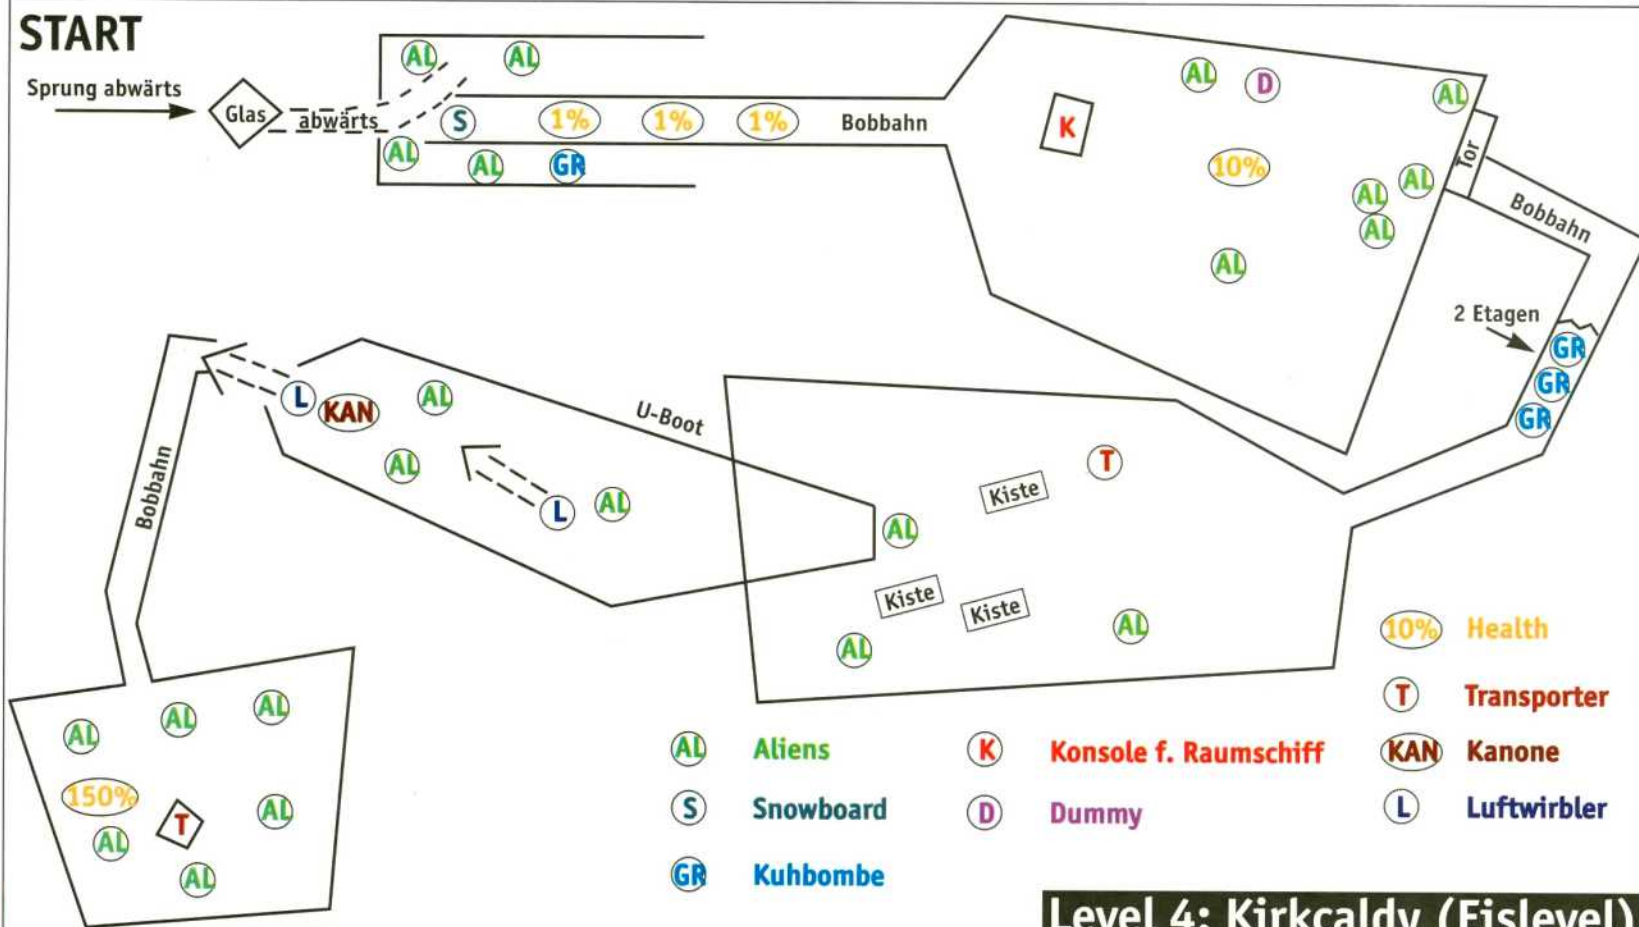 START
Sprung abwärts
Glas
abwärts
AL
AL
S
1%
1%
1%
Bobbahn
AL
AL
GR
K
AL
D
AL
10%
AL
AL
AL
AL
Tor
Bobbahn
2 Etagen
GR
GR
GR
L
KAN
AL
AL
U-Boot
L
AL
Bobbahn
T
Kiste
AL
Kiste
Kiste
AL
AL
AL
AL
AL
150%
T
AL
AL
AL
AL Aliens
S Snowboard
GR Kuhbombe
K Konsole f. Raumschiff
D Dummy
10% Health
T Transporter
KAN Kanone
L Luftwirbler
Level 4: Kirkcaldy (Eislevel)